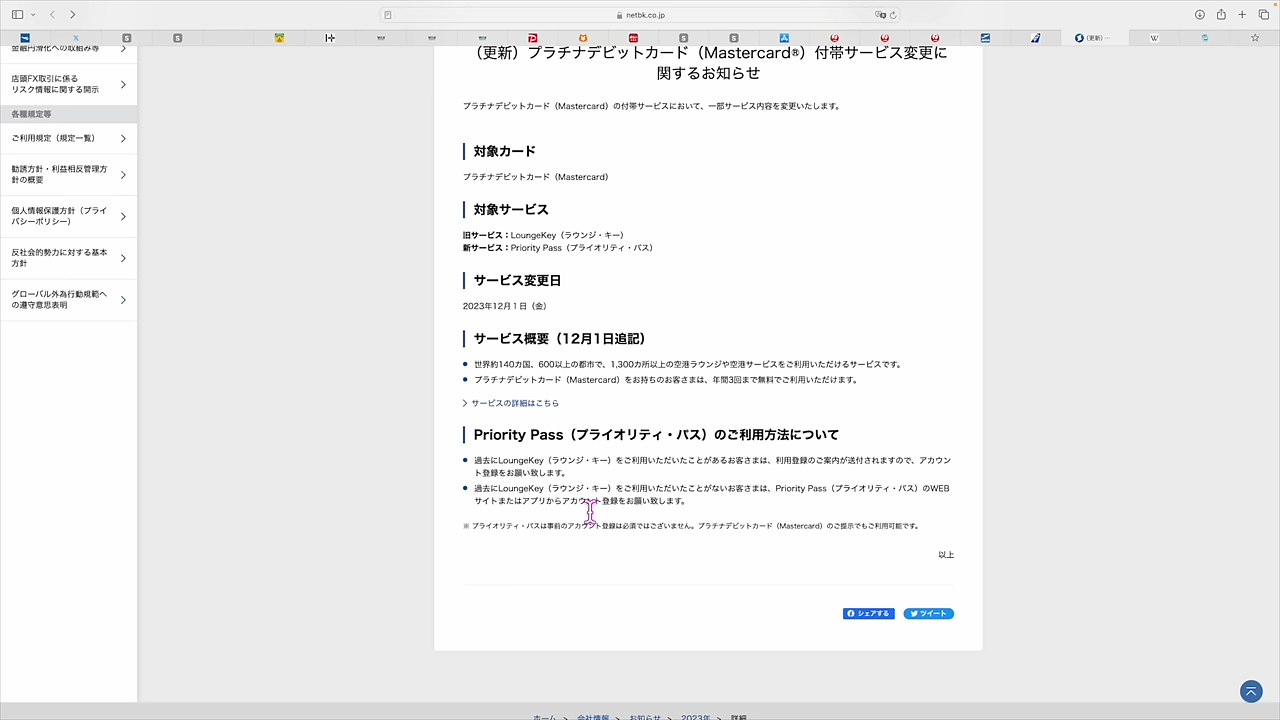 netbk.co.jp
(更新)…
金融円滑化への取組み等
店頭FX取引に係る
リスク情報に関する開示
各種規定等
ご利用規定（規定一覧）
勧誘方針・利益相反管理方
針の概要
個人情報保護方針（プライ
バシーポリシー）
反社会的勢力に対する基本
方針
グローバル外為行動規範へ
の遵守意思表明
（更新）プラチナデビットカード（Mastercard®）付帯サービス変更に
関するお知らせ
プラチナデビットカード（Mastercard）の付帯サービスにおいて、一部サービス内容を変更いたします。
対象カード
プラチナデビットカード（Mastercard）
対象サービス
旧サービス：LoungeKey（ラウンジ・キー）
新サービス：Priority Pass（プライオリティ・パス）
サービス変更日
2023年12月１日（金）
サービス概要（12月1日追記）
世界約140カ国、600以上の都市で、1,300カ所以上の空港ラウンジや空港サービスをご利用いただけるサービスです。
プラチナデビットカード（Mastercard）をお持ちのお客さまは、年間3回まで無料でご利用いただけます。
サービスの詳細はこちら
Priority Pass（プライオリティ・パス）のご利用方法について
過去にLoungeKey（ラウンジ・キー）をご利用いただいたことがあるお客さまは、利用登録のご案内が送付されますので、アカウン
ト登録をお願い致します。
過去にLoungeKey（ラウンジ・キー）をご利用いただいたことがないお客さまは、Priority Pass（プライオリティ・パス）のWEB
サイトまたはアプリからアカウント登録をお願い致します。
※ プライオリティ・パスは事前のアカウント登録は必須ではございません。プラチナデビットカード（Mastercard）のご提示でもご利用可能です。
以上
シェアする
ツイート
ホーム > 会社情報 > お知らせ > 2023年 > 詳細